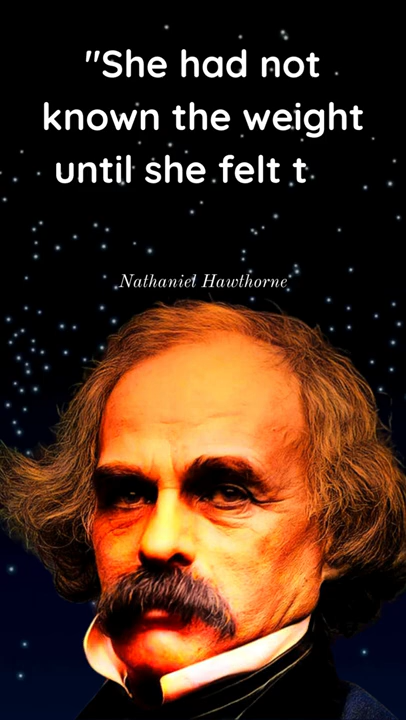 "She had not
known the weight
until she felt t
Nathaniel Hawthorne